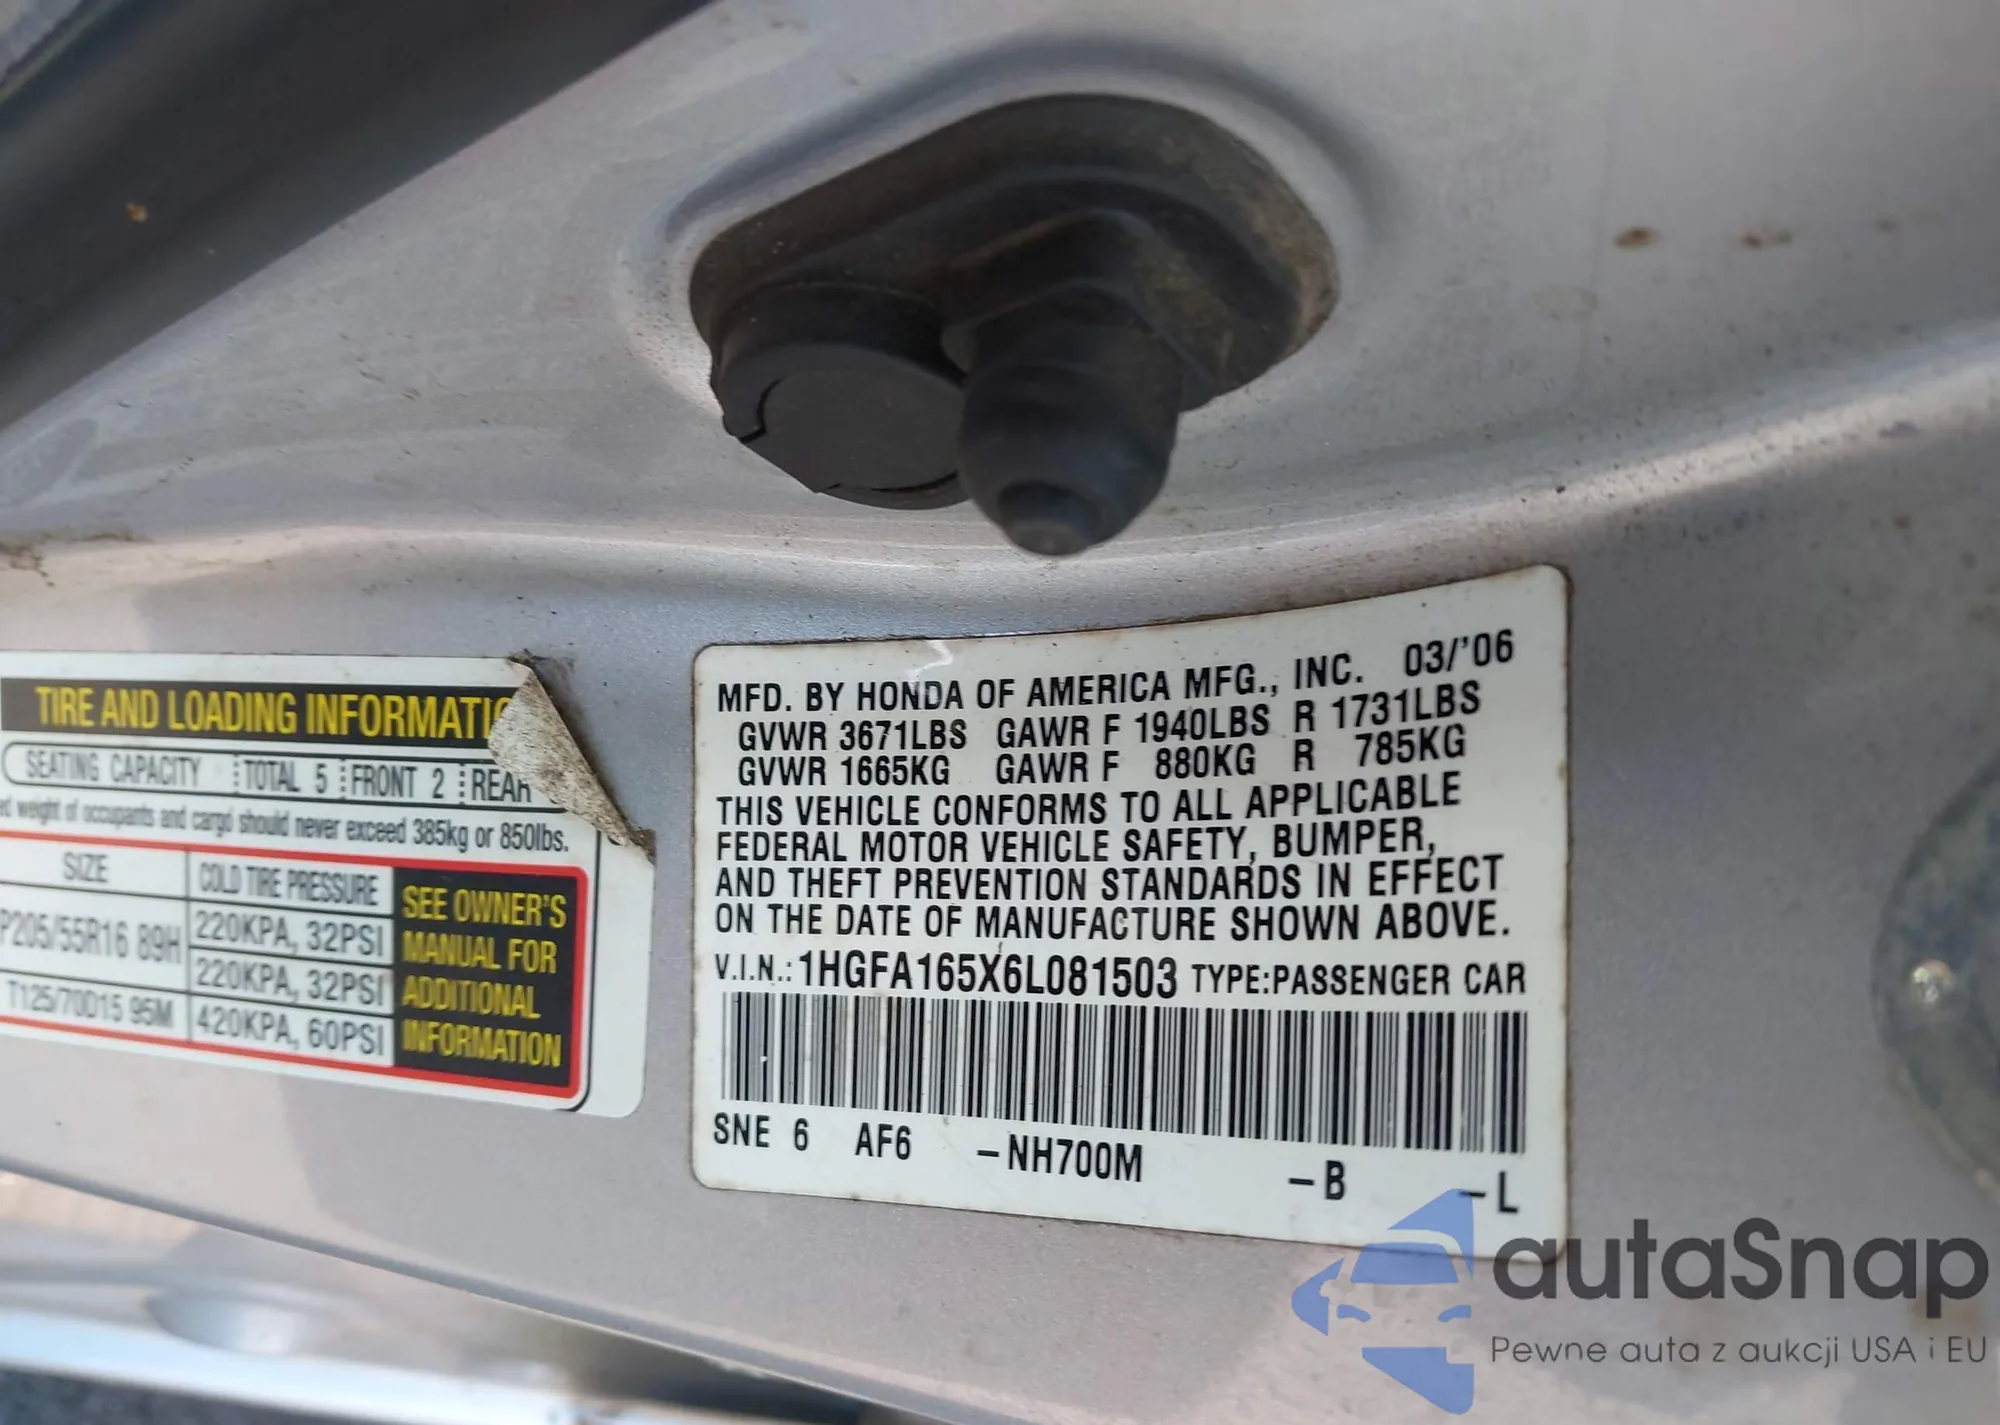 TIRE AND LOADING
SEATING CAPACITY TOTAL 5 FRONT 2 REAR
weight of occupants and cargo should never exceed 385kg or 850lbs.
SIZE COLD TIRE PRESSURE
P205/55R16 89H 220KPA, 32PSI
220KPA, 32PSI
T125/70D15 95M 420KPA, 60PSI
SEE OWNER'S
MANUAL FOR
ADDITIONAL
INFORMATION
MFD. BY HONDA OF AMERICA MFG., INC. 03/'06
GVWR 3671LBS GAWR F 1940LBS R 1731LBS
GVWR 1665KG GAWR F 880KG R 785KG
THIS VEHICLE CONFORMS TO ALL APPLICABLE
FEDERAL MOTOR VEHICLE SAFETY, BUMPER,
AND THEFT PREVENTION STANDARDS IN EFFECT
ON THE DATE OF MANUFACTURE SHOWN ABOVE.
V.I.N.: 1HGFA165X6L081503 TYPE:PASSENGER CAR
SNE 6 AF6 –NH700M –B –L
autaSnap
Pewne auta z aukcji USA i EU